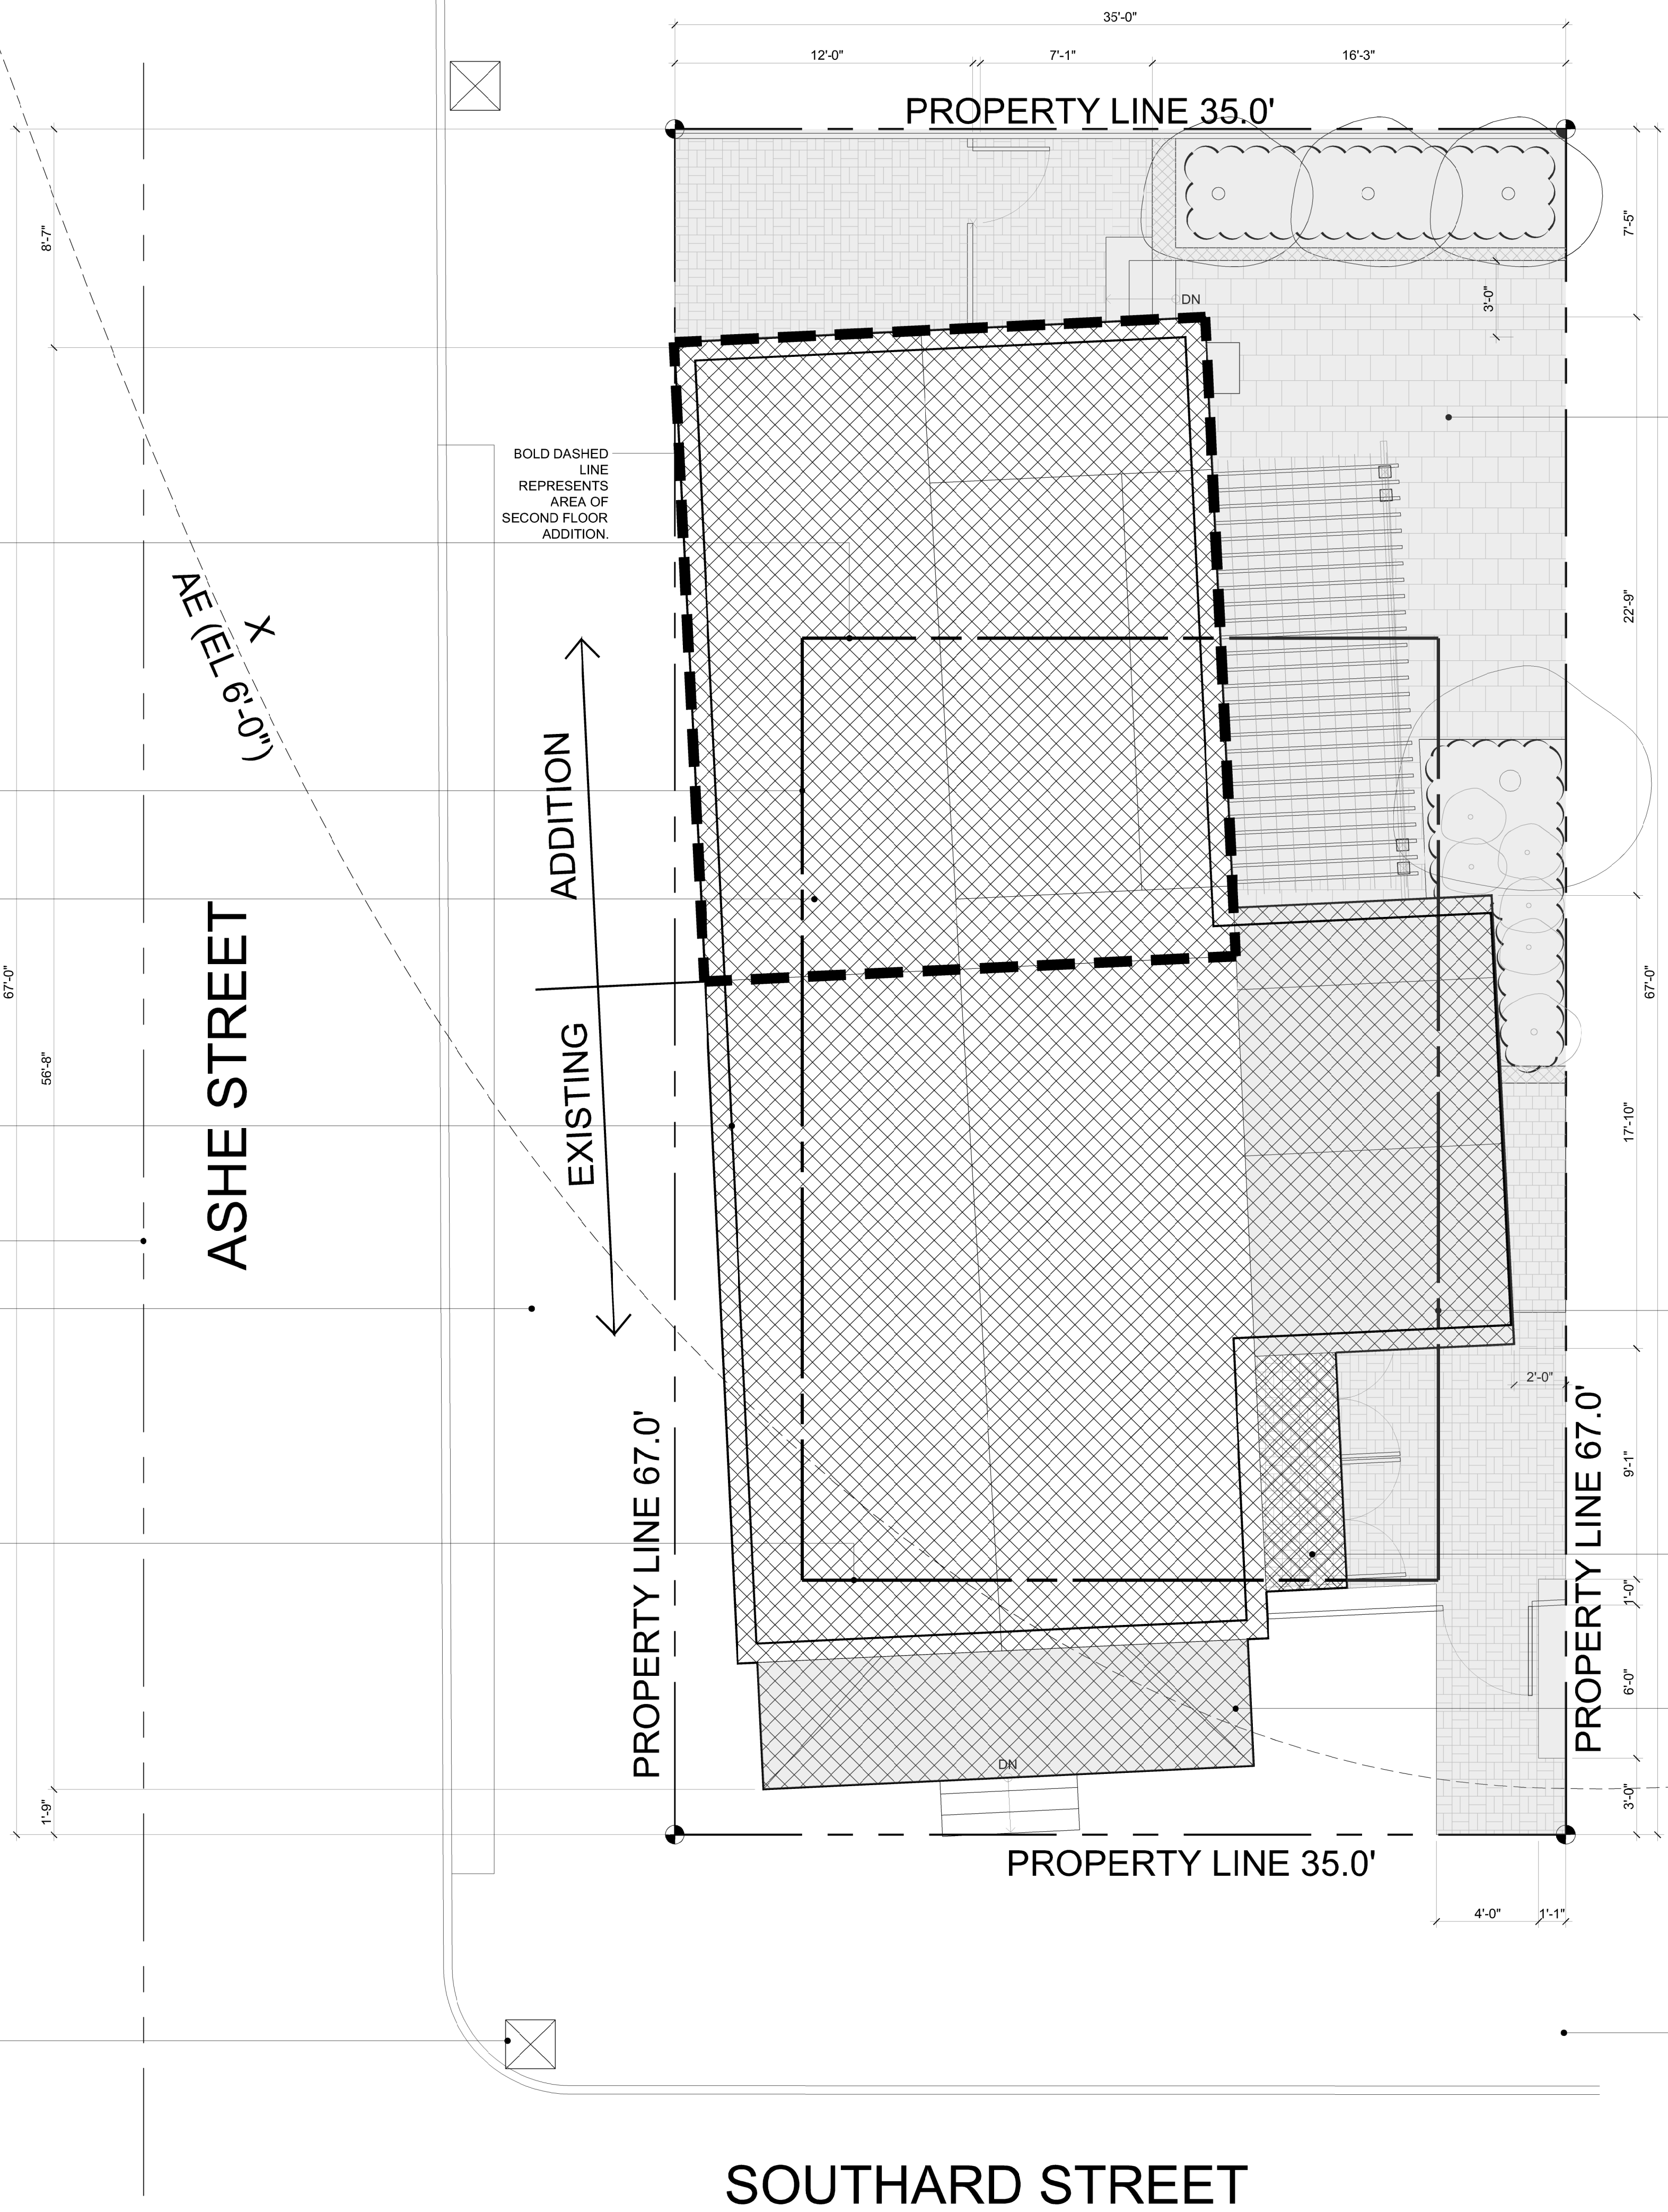 35'-0"
12'-0"
7'-1"
16'-3"
PROPERTY LINE 35.0'
8'-7"
7'-5"
3'-0"
DN
BOLD DASHED
LINE
REPRESENTS
AREA OF
SECOND FLOOR
ADDITION.
X
AE (EL 6'-0")
22'-9"
ADDITION
ASHE STREET
67'-0"
67'-0"
EXISTING
56'-8"
17'-10"
2'-0"
PROPERTY LINE 67.0'
PROPERTY LINE 67.0'
9'-1"
1'-0"
6'-0"
DN
1'-9"
3'-0"
PROPERTY LINE 35.0'
4'-0"
1'-1"
SOUTHARD STREET